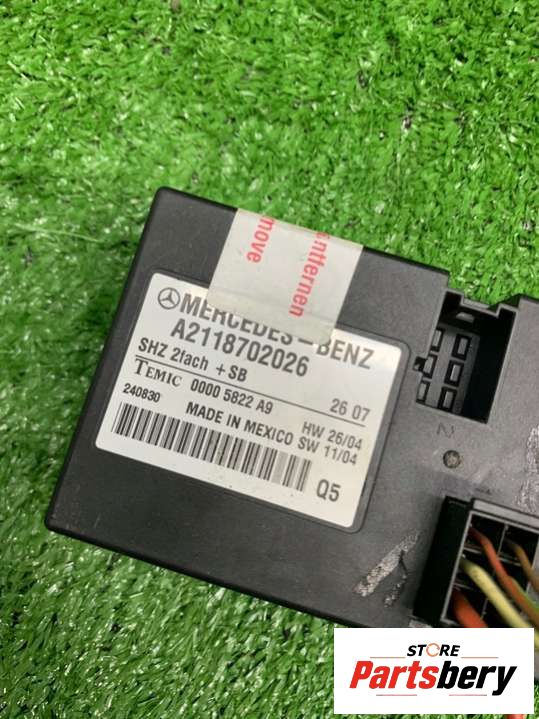 entfernen
move
MERCEDES-BENZ
A2118702026
SHZ 2fach +SB
TEMIC 0000 5822 A9 26 07
240830 HW 26/04
MADE IN MEXICO SW 11/04
Q5
Z
STORE
Partsbery